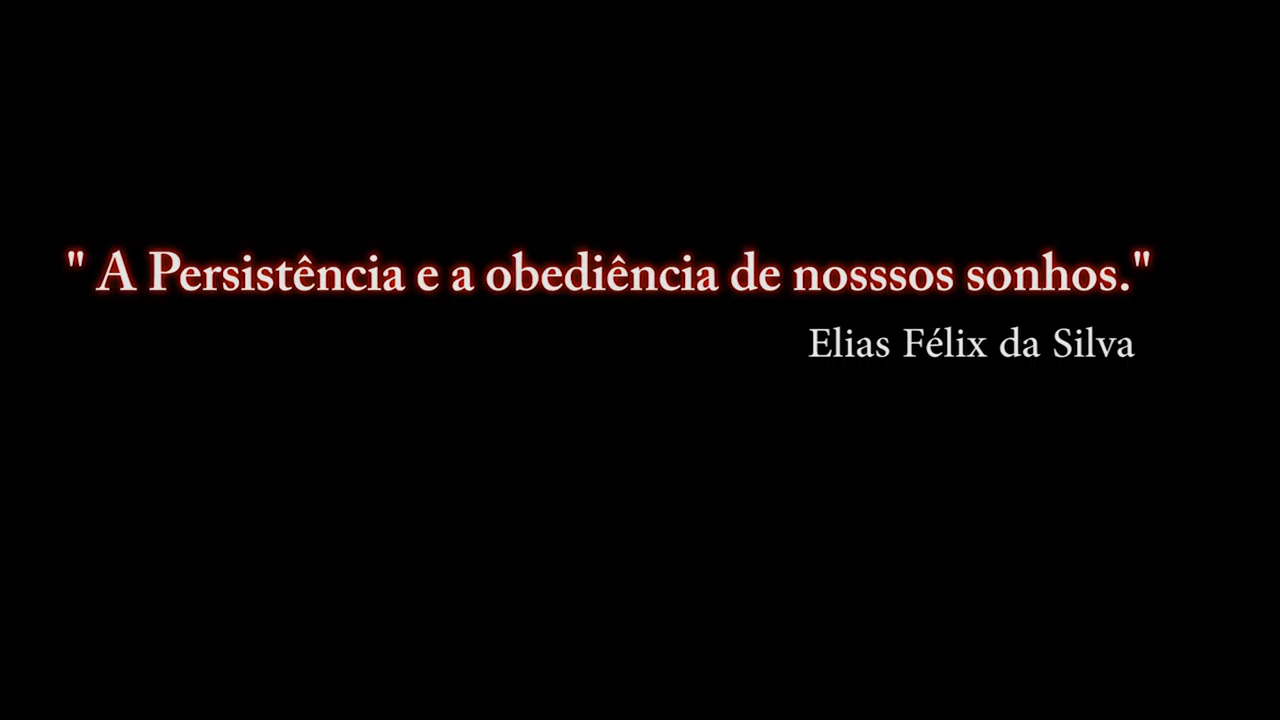 " A Persistência e a obediência de nosssos sonhos."
Elias Félix da Silva